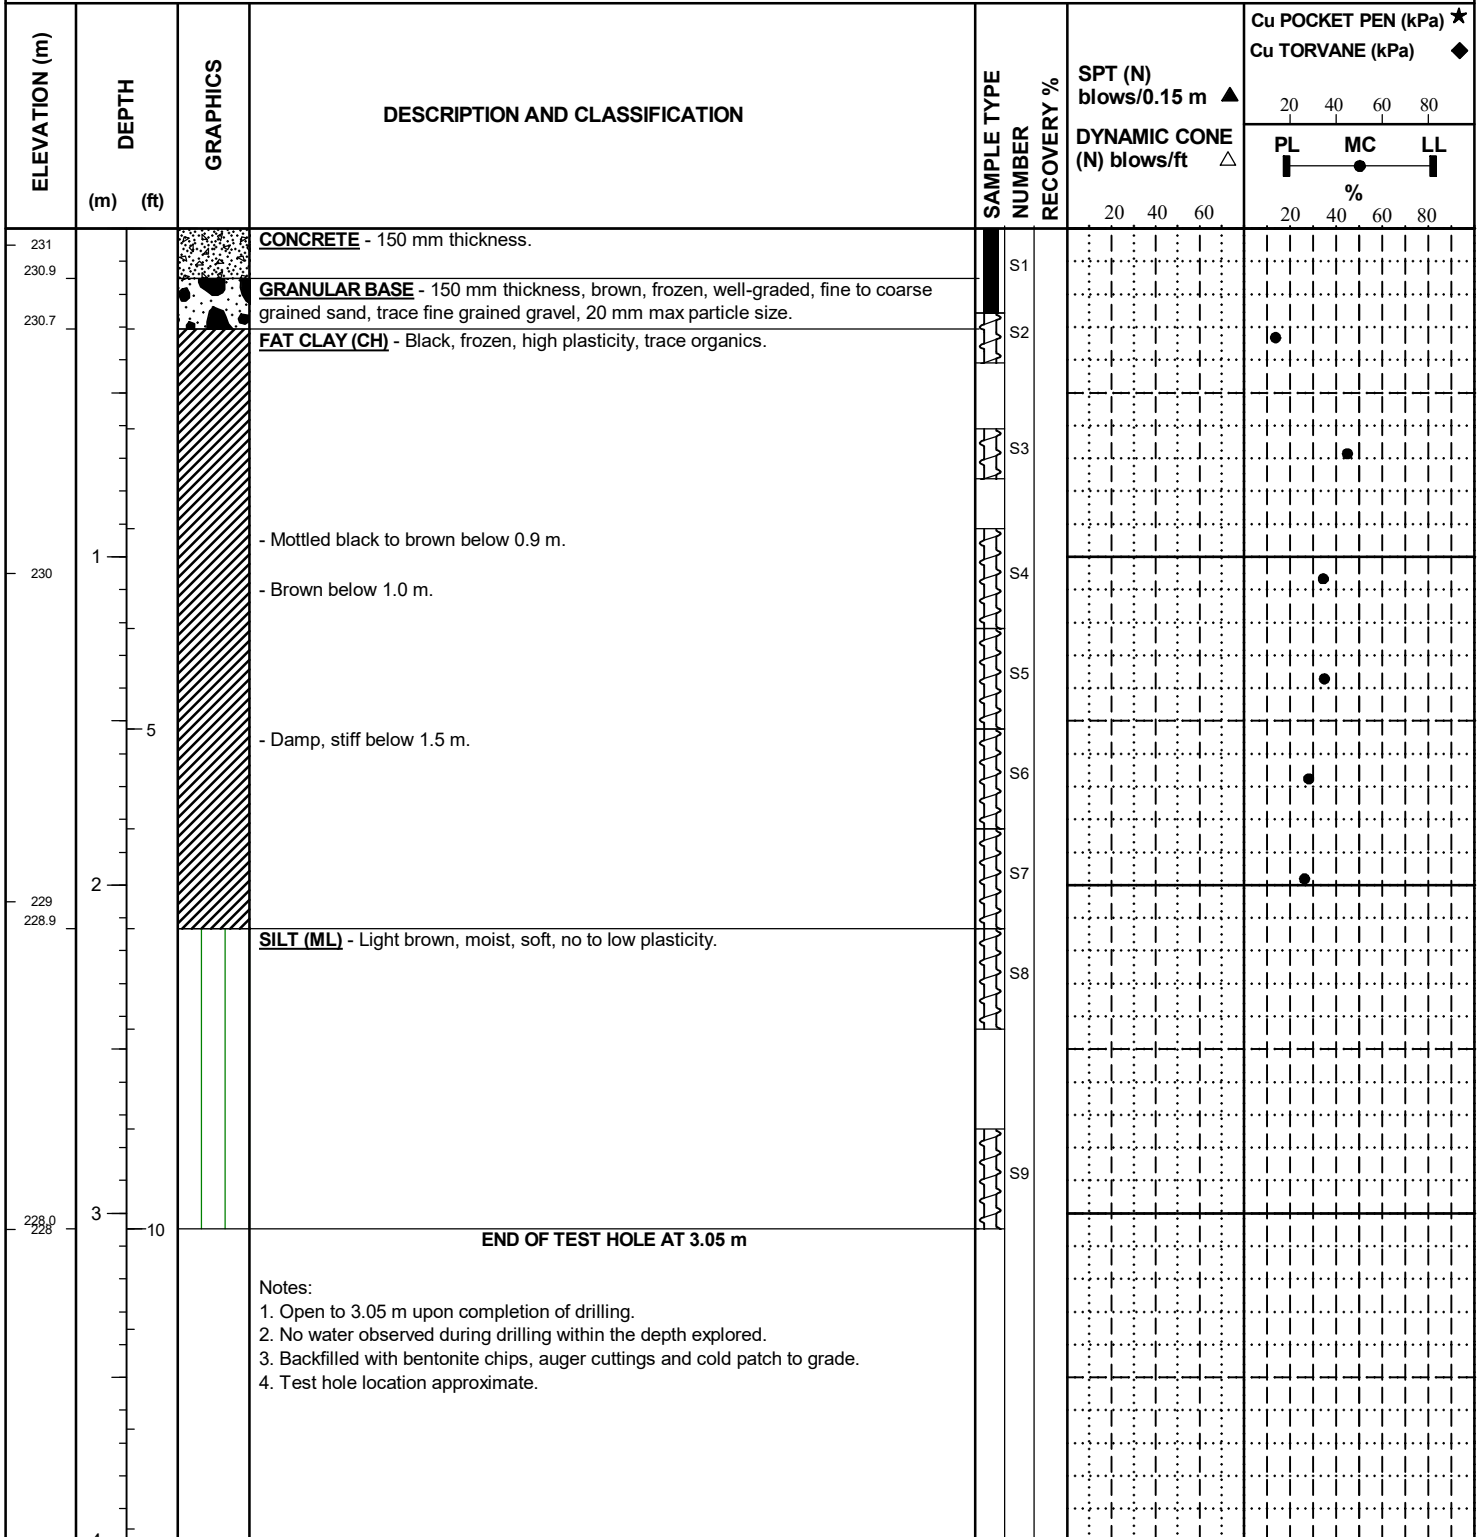 ELEVATION (m)
DEPTH
(m) (ft)
GRAPHICS
DESCRIPTION AND CLASSIFICATION
SAMPLE TYPE
NUMBER
RECOVERY %
SPT (N)
blows/0.15 m ▲
DYNAMIC CONE
(N) blows/ft △
20 40 60
Cu POCKET PEN (kPa) ★
Cu TORVANE (kPa) ◆
20 40 60 80
PL MC LL
%
20 40 60 80
231
CONCRETE - 150 mm thickness.
S1
230.9
GRANULAR BASE - 150 mm thickness, brown, frozen, well-graded, fine to coarse
grained sand, trace fine grained gravel, 20 mm max particle size.
230.7
S2
FAT CLAY (CH) - Black, frozen, high plasticity, trace organics.
S3
- Mottled black to brown below 0.9 m.
1
230
S4
- Brown below 1.0 m.
S5
5
- Damp, stiff below 1.5 m.
S6
S7
2
229
228.9
SILT (ML) - Light brown, moist, soft, no to low plasticity.
S8
S9
3
228.0
228
10
END OF TEST HOLE AT 3.05 m
Notes:
1. Open to 3.05 m upon completion of drilling.
2. No water observed during drilling within the depth explored.
3. Backfilled with bentonite chips, auger cuttings and cold patch to grade.
4. Test hole location approximate.